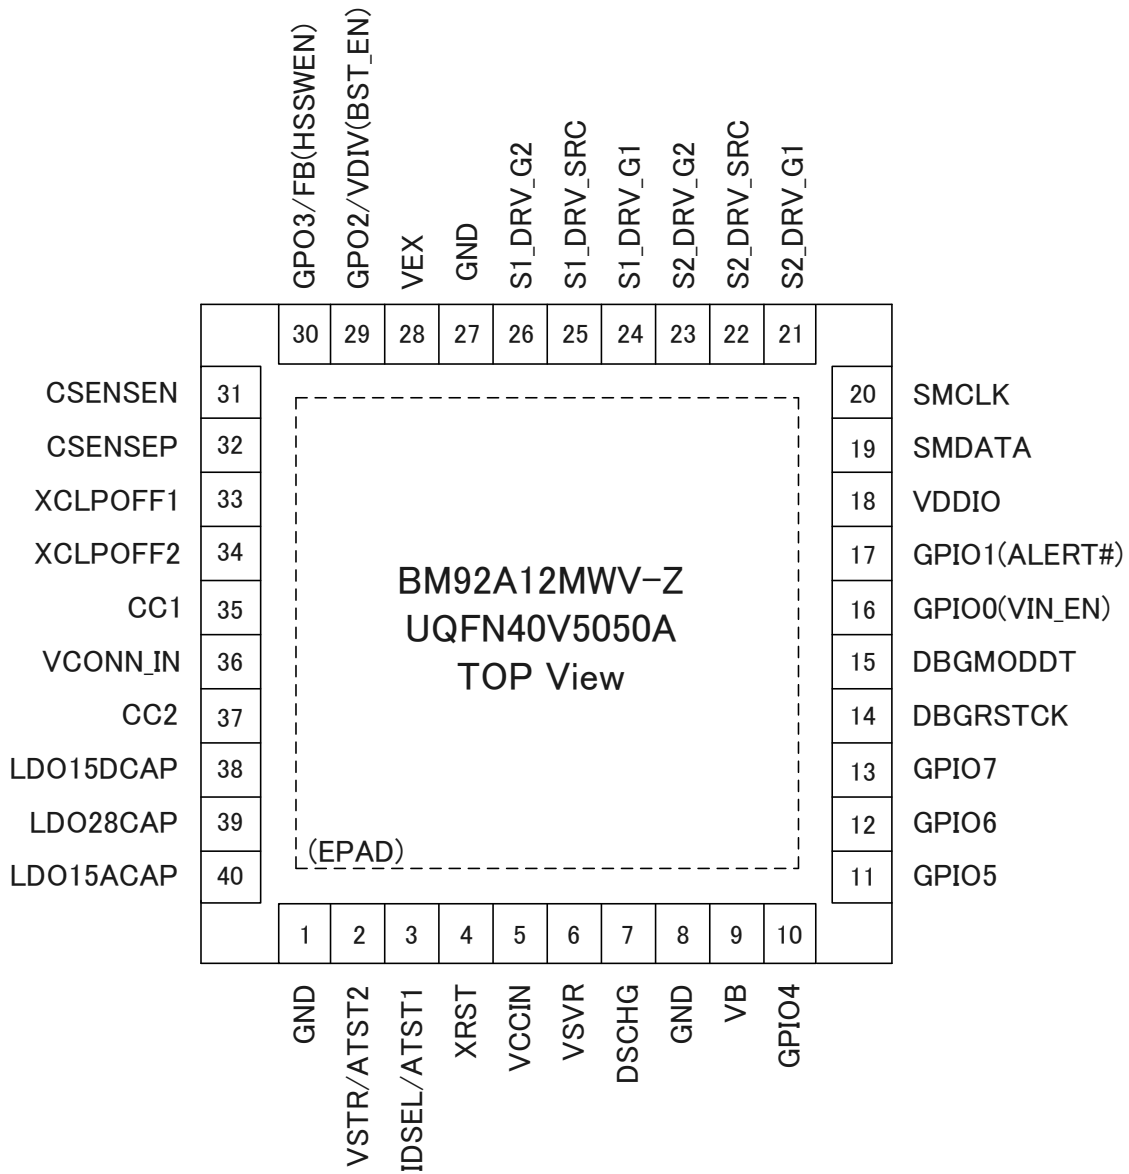 GPO3/FB(HSSWEN)
GPO2/VDIV(BST_EN)
VEX
GND
S1_DRV_G2
S1_DRV_SRC
S1_DRV_G1
S2_DRV_G2
S2_DRV_SRC
S2_DRV_G1
30 29 28 27 26 25 24 23 22 21
CSENSEN 31
CSENSEP 32
XCLPOFF1 33
XCLPOFF2 34
CC1 35
VCONN_IN 36
CC2 37
LDO15DCAP 38
LDO28CAP 39
LDO15ACAP 40
BM92A12MWV-Z
UQFN40V5050A
TOP View
(EPAD)
20 SMCLK
19 SMDATA
18 VDDIO
17 GPIO1(ALERT#)
16 GPIO0(VIN_EN)
15 DBGMODDT
14 DBGRSTCK
13 GPIO7
12 GPIO6
11 GPIO5
1 2 3 4 5 6 7 8 9 10
GND
VSTR/ATST2
IDSEL/ATST1
XRST
VCCIN
VSVR
DSCHG
GND
VB
GPIO4